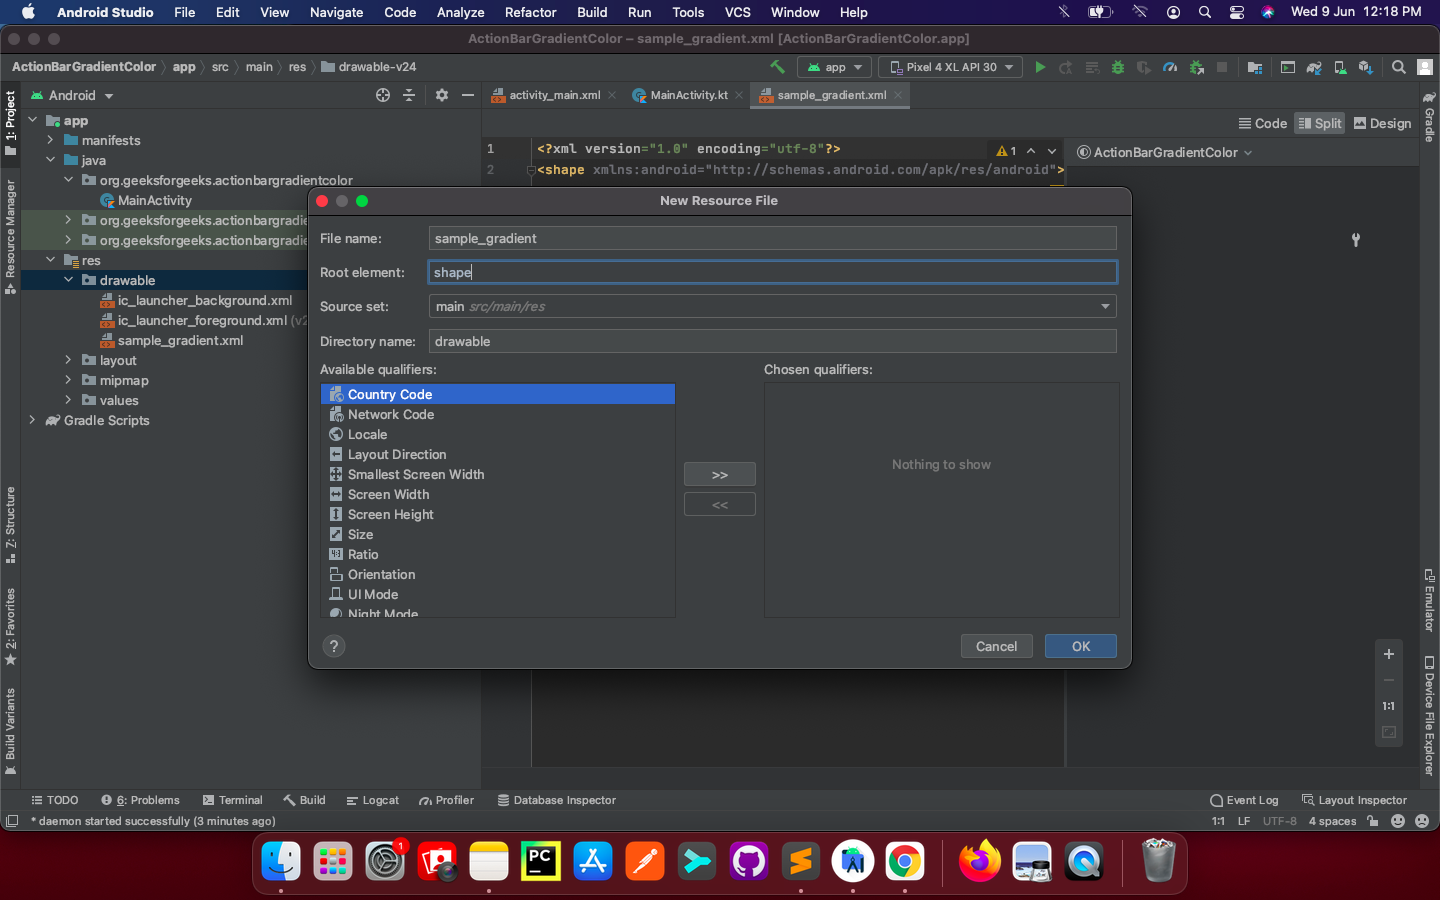 Android Studio File Edit View Navigate Code Analyze Refactor Build Run Tools VCS Window Help Wed 9 Jun 12:18 PM
ActionBarGradientColor – sample_gradient.xml [ActionBarGradientColor.app]
ActionBarGradientColor app src main res drawable-v24 app Pixel 4 XL API 30
1: Project
Resource Manager
Z: Structure
2: Favorites
Build Variants
Android
app
manifests
java
org.geeksforgeeks.actionbargradientcolor
MainActivity
org.geeksforgeeks.actionbargradie
org.geeksforgeeks.actionbargradie
res
drawable
ic_launcher_background.xml
ic_launcher_foreground.xml (v2
sample_gradient.xml
layout
mipmap
values
Gradle Scripts
activity_main.xml MainActivity.kt sample_gradient.xml
Code Split Design
1 <?xml version="1.0" encoding="utf-8"?> 1
2 <shape xmlns:android="http://schemas.android.com/apk/res/android">
ActionBarGradientColor
New Resource File
File name: sample_gradient
Root element: shape
Source set: main src/main/res
Directory name: drawable
Available qualifiers: Chosen qualifiers:
Country Code
Network Code
Locale
Layout Direction
Smallest Screen Width
Screen Width
Screen Height
Size
Ratio
Orientation
UI Mode
Night Mode
>>
<<
Nothing to show
? Cancel OK
Gradle
Emulator
Device File Explorer
+
1:1
TODO 6: Problems Terminal Build Logcat Profiler Database Inspector Event Log Layout Inspector
* daemon started successfully (3 minutes ago) 1:1 LF UTF-8 4 spaces
1
PC